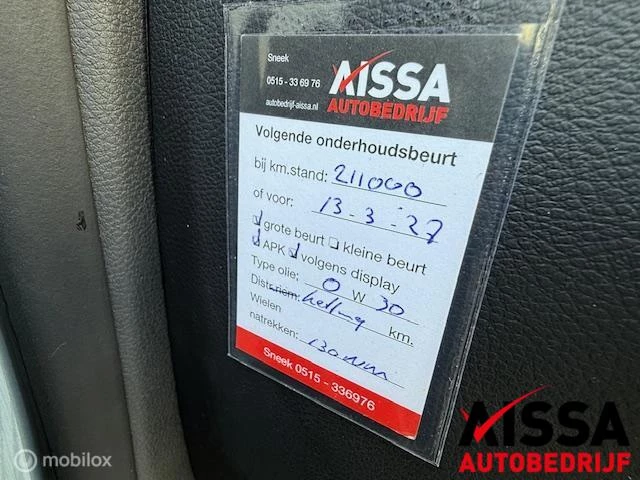 Sneek
0515 - 33 69 76
autobedrijf-aissa.nl
AISSA
AUTOBEDRIJF
Volgende onderhoudsbeurt
bij km.stand: 211000
of voor: 13-3-27
grote beurt kleine beurt
APK volgens display
Type olie: 0 W 30
Distr.riem: ketting km.
Wielen
natrekken: 130 NM
Sneek 0515 - 336976
mobilox
AISSA
AUTOBEDRIJF